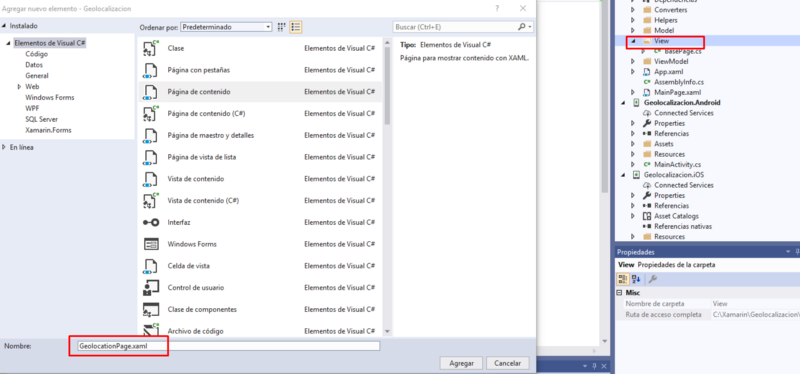 Agregar nuevo elemento - Geolocalizacion
Instalado
Elementos de Visual C#
Código
Datos
General
Web
Windows Forms
WPF
SQL Server
Xamarin.Forms
En línea
Ordenar por: Predeterminado
Buscar (Ctrl+E)
Clase Elementos de Visual C#
Página con pestañas Elementos de Visual C#
Página de contenido Elementos de Visual C#
Página de contenido (C#) Elementos de Visual C#
Página de maestro y detalles Elementos de Visual C#
Página de vista de lista Elementos de Visual C#
Vista de contenido Elementos de Visual C#
Vista de contenido (C#) Elementos de Visual C#
Interfaz Elementos de Visual C#
Windows Forms Elementos de Visual C#
Celda de vista Elementos de Visual C#
Control de usuario Elementos de Visual C#
Clase de componentes Elementos de Visual C#
Archivo de código Elementos de Visual C#
Tipo: Elementos de Visual C#
Página para mostrar contenido con XAML.
Nombre: GeolocationPage.xaml
Agregar Cancelar
Converters
Helpers
Model
View
BasePage.cs
ViewModel
App.xaml
AssemblyInfo.cs
MainPage.xaml
Geolocalizacion.Android
Connected Services
Properties
Referencias
Assets
Resources
MainActivity.cs
Geolocalizacion.iOS
Connected Services
Properties
Referencias
Asset Catalogs
Referencias nativas
Resources
Propiedades
View Propiedades de la carpeta
Misc
Nombre de carpeta View
Ruta de acceso completa C:\Xamarin\Geolocalizacion\